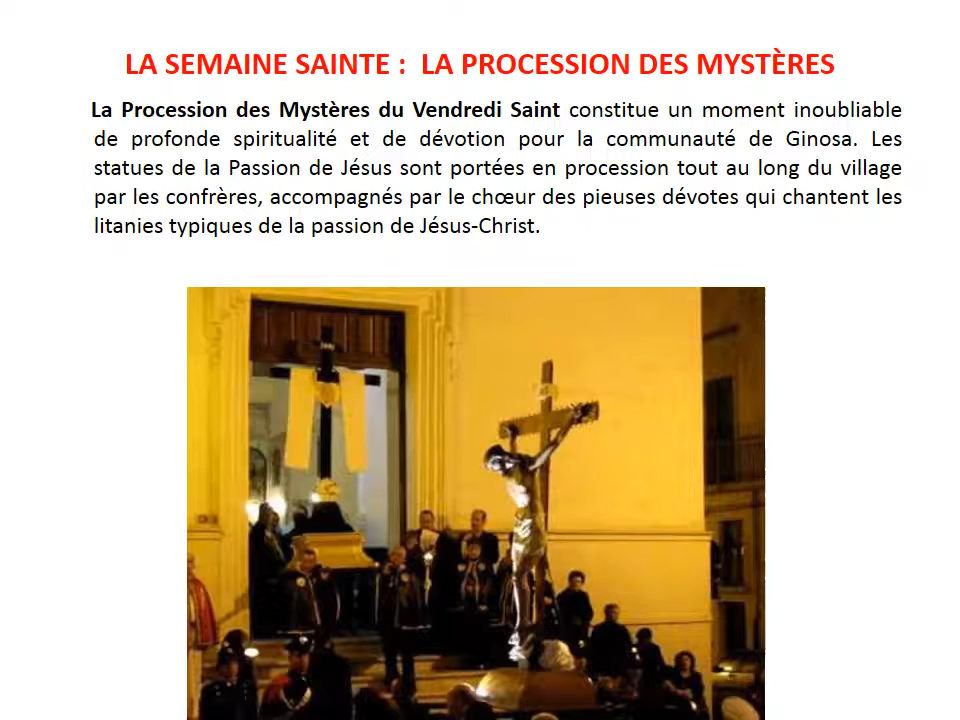 LA SEMAINE SAINTE : LA PROCESSION DES MYSTÈRES
La Procession des Mystères du Vendredi Saint constitue un moment inoubliable
de profonde spiritualité et de dévotion pour la communauté de Ginosa. Les
statues de la Passion de Jésus sont portées en procession tout au long du village
par les confrères, accompagnés par le chœur des pieuses dévotes qui chantent les
litanies typiques de la passion de Jésus-Christ.